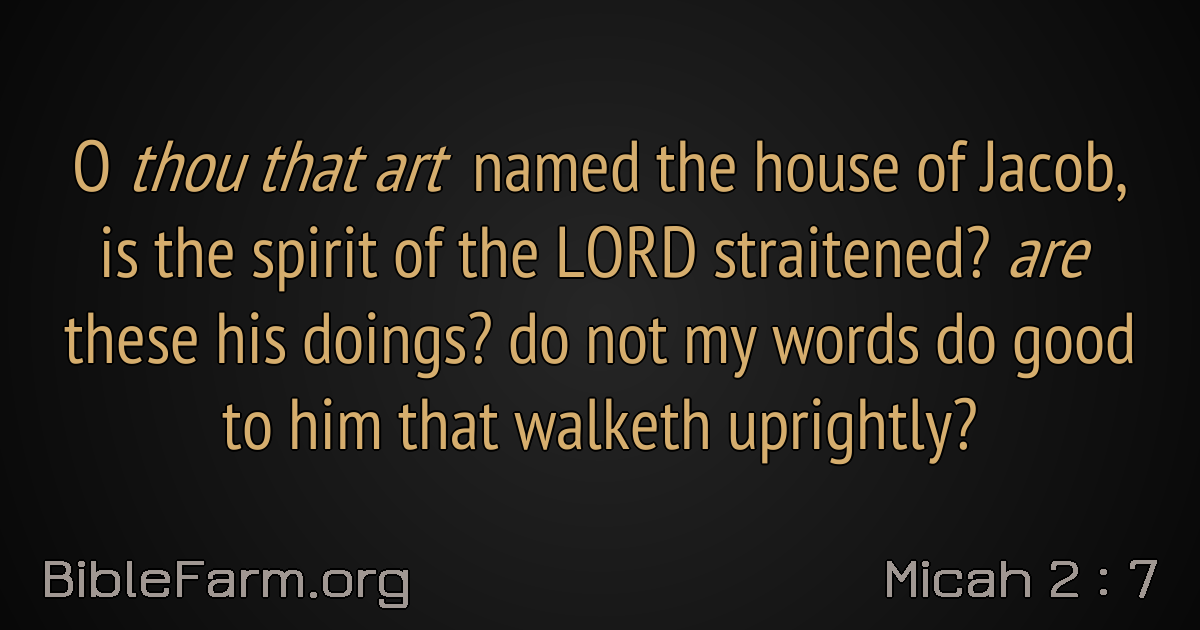 O thou that art named the house of Jacob,
is the spirit of the LORD straitened? are
these his doings? do not my words do good
to him that walketh uprightly?
BibleFarm.org
Micah 2 : 7